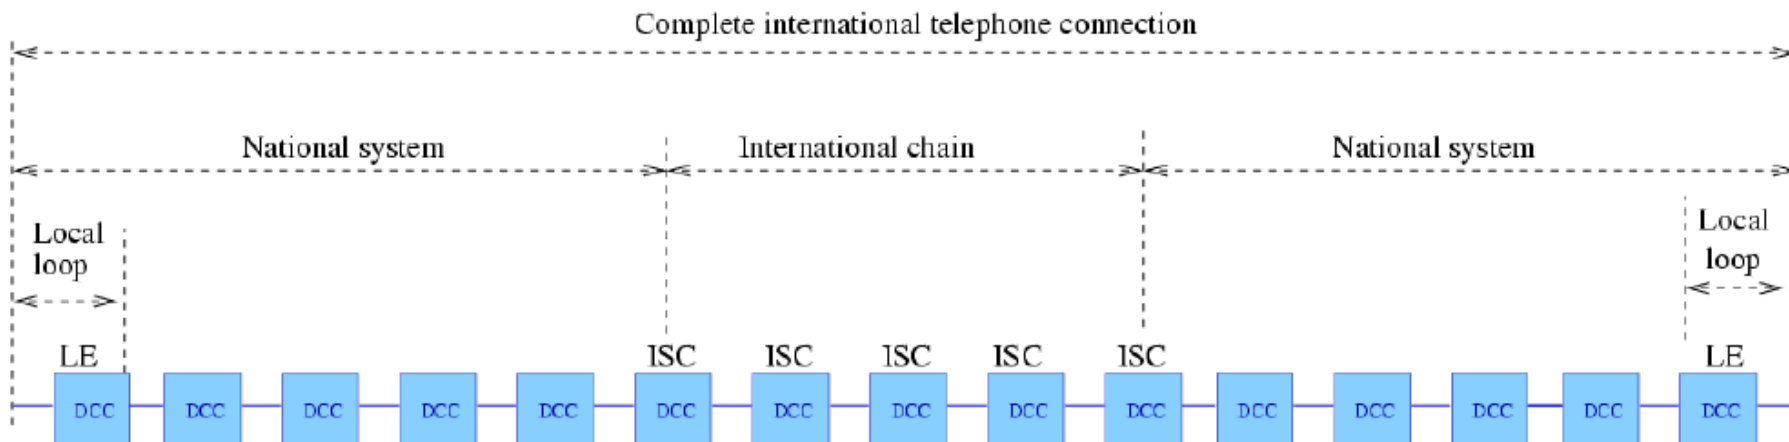 Complete international telephone connection
National system International chain National system
Local
loop
Local
loop
LE ISC ISC ISC ISC ISC LE
DCC DCC DCC DCC DCC DCC DCC DCC DCC DCC DCC DCC DCC DCC DCC